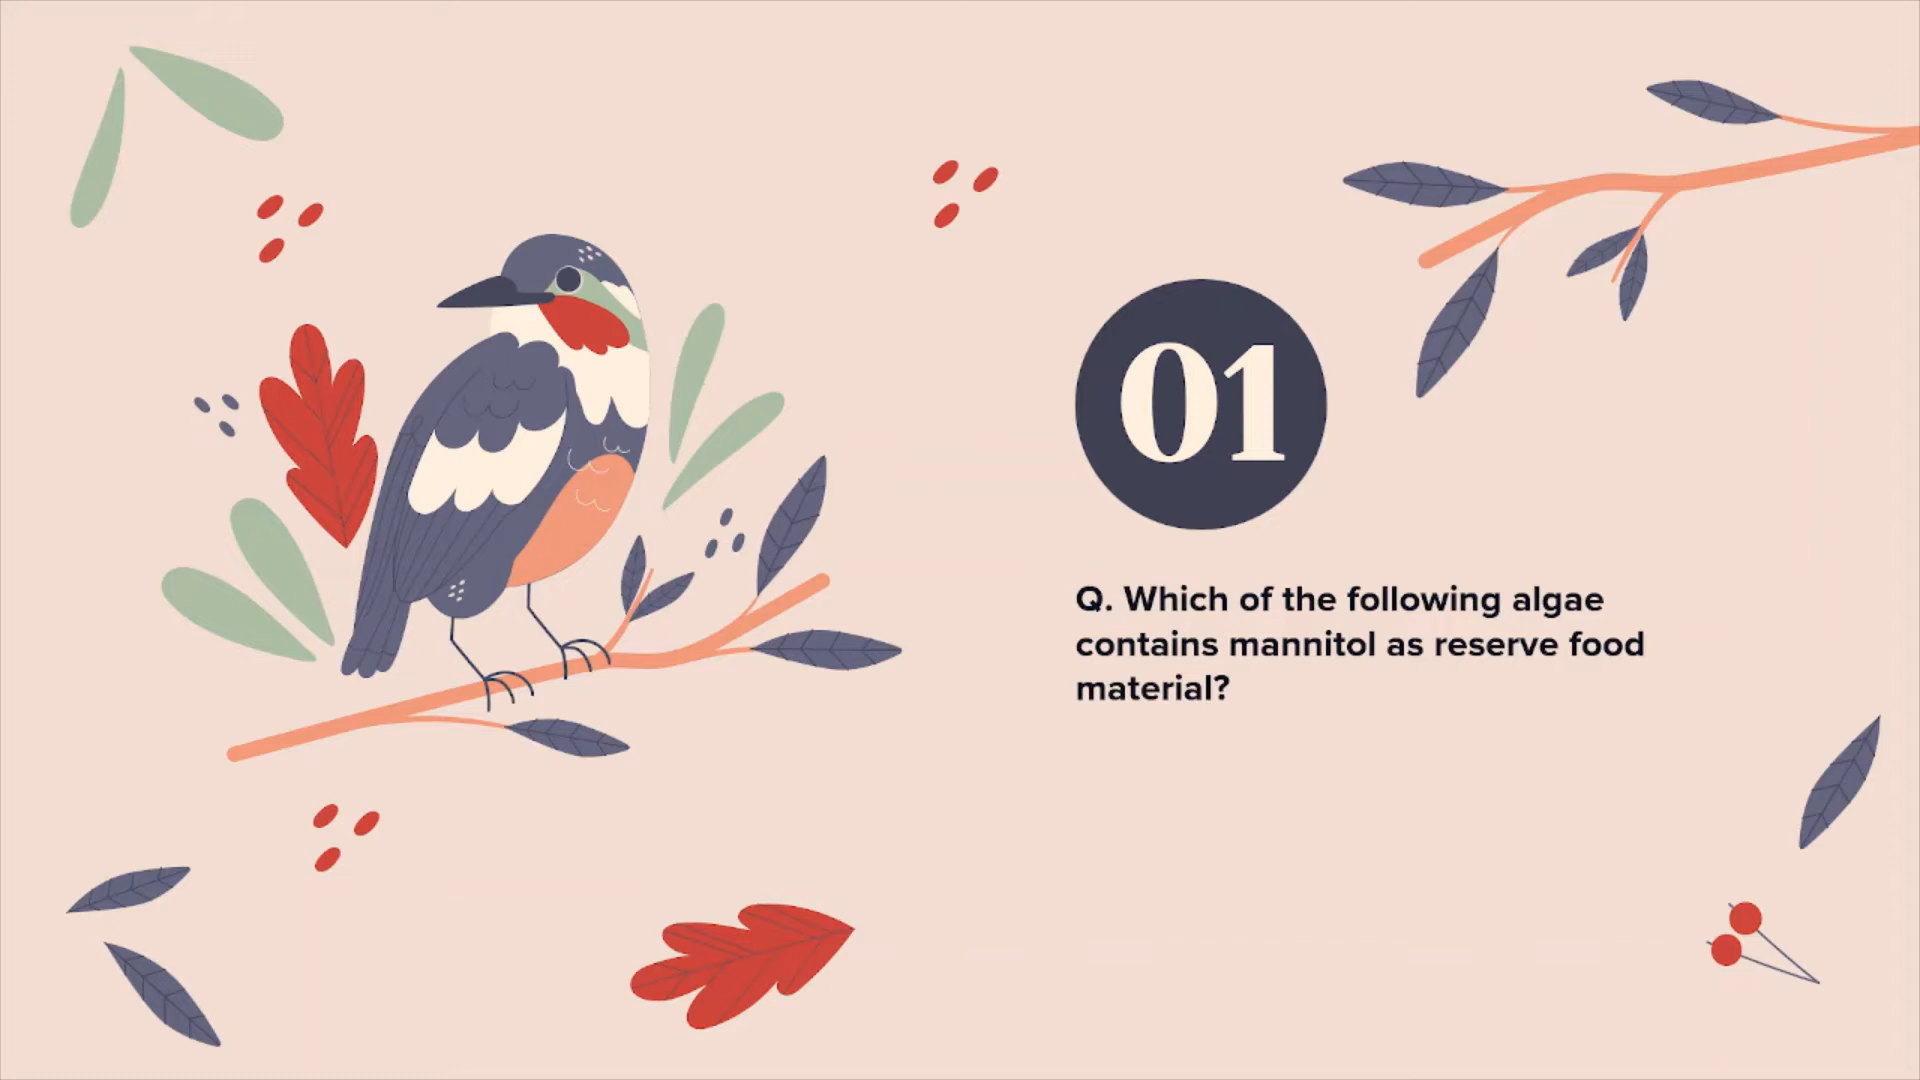 01
Q. Which of the following algae
contains mannitol as reserve food
material?